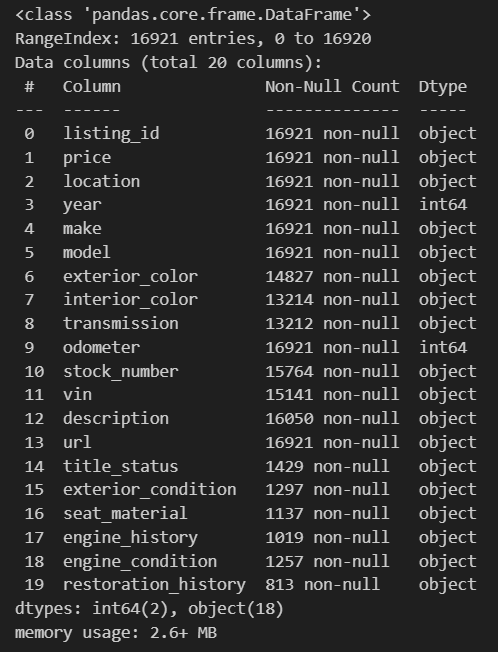 <class 'pandas.core.frame.DataFrame'>
RangeIndex: 16921 entries, 0 to 16920
Data columns (total 20 columns):
 #   Column               Non-Null Count  Dtype
---  ------               --------------  -----
 0   listing_id           16921 non-null  object
 1   price                16921 non-null  object
 2   location             16921 non-null  object
 3   year                 16921 non-null  int64
 4   make                 16921 non-null  object
 5   model                16921 non-null  object
 6   exterior_color       14827 non-null  object
 7   interior_color       13214 non-null  object
 8   transmission         13212 non-null  object
 9   odometer             16921 non-null  int64
 10  stock_number         15764 non-null  object
 11  vin                  15141 non-null  object
 12  description          16050 non-null  object
 13  url                  16921 non-null  object
 14  title_status         1429 non-null   object
 15  exterior_condition   1297 non-null   object
 16  seat_material        1137 non-null   object
 17  engine_history       1019 non-null   object
 18  engine_condition     1257 non-null   object
 19  restoration_history  813 non-null    object
dtypes: int64(2), object(18)
memory usage: 2.6+ MB